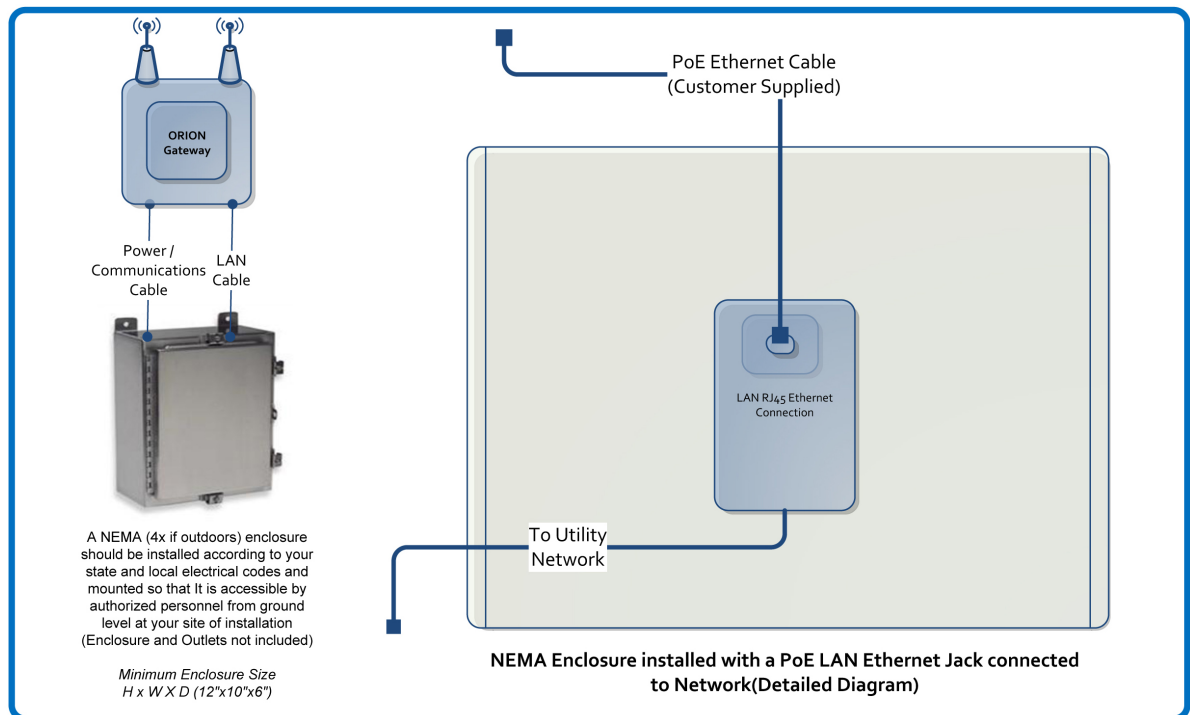 ORION
Gateway
Power /
Communications
Cable
LAN
Cable
A NEMA (4x if outdoors) enclosure
should be installed according to your
state and local electrical codes and
mounted so that It is accessible by
authorized personnel from ground
level at your site of installation
(Enclosure and Outlets not included)
Minimum Enclosure Size
H x W X D (12"x10"x6")
PoE Ethernet Cable
(Customer Supplied)
LAN RJ45 Ethernet
Connection
To Utility
Network
NEMA Enclosure installed with a PoE LAN Ethernet Jack connected
to Network(Detailed Diagram)